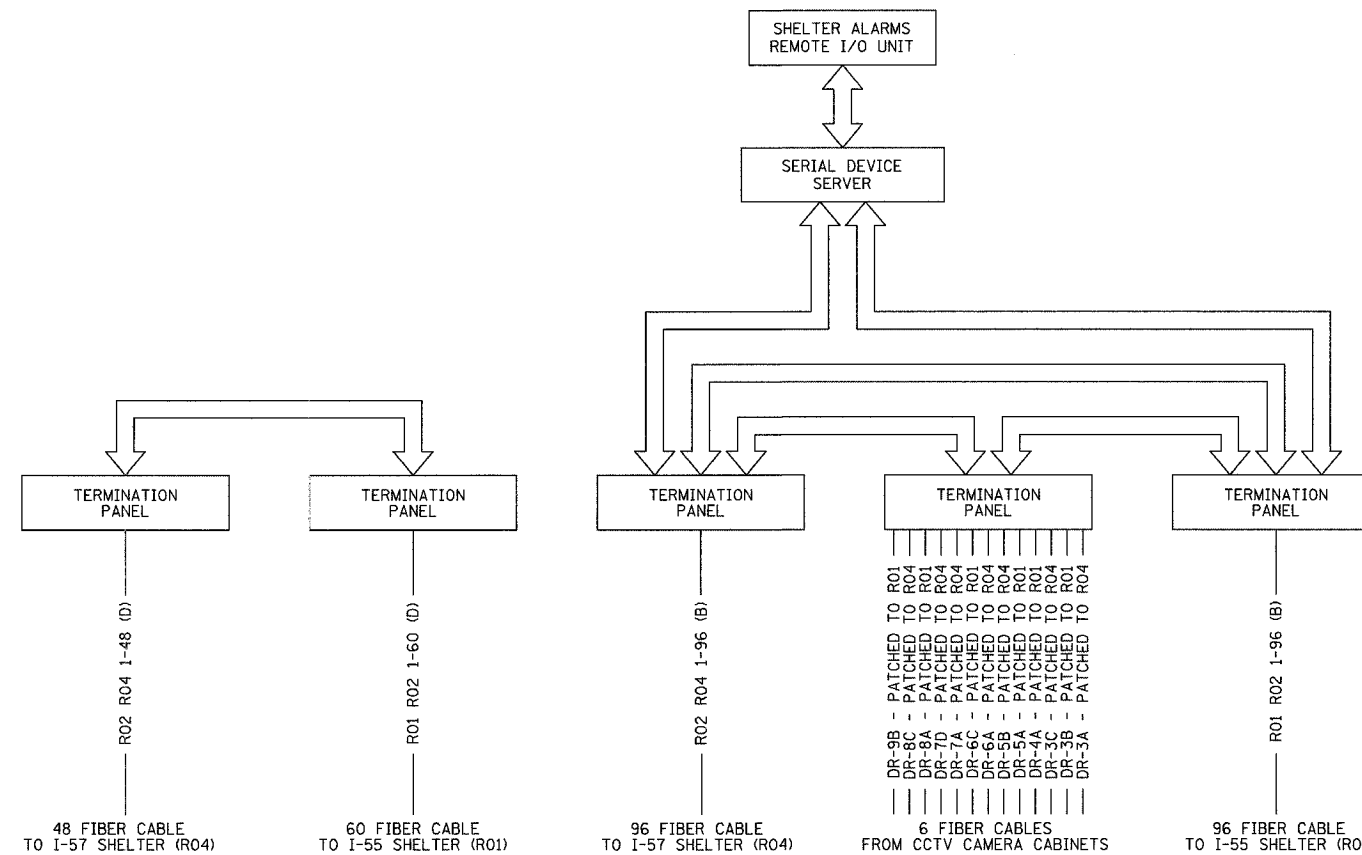 SHELTER ALARMS
REMOTE I/O UNIT
SERIAL DEVICE
SERVER
TERMINATION
PANEL
TERMINATION
PANEL
TERMINATION
PANEL
TERMINATION
PANEL
TERMINATION
PANEL
R02 R04 1-48 (D)
R01 R02 1-60 (D)
R02 R04 1-96 (B)
DR-9B - PATCHED TO R01
DR-8C - PATCHED TO R04
DR-8A - PATCHED TO R01
DR-7D - PATCHED TO R04
DR-7A - PATCHED TO R04
DR-6C - PATCHED TO R01
DR-6A - PATCHED TO R04
DR-5B - PATCHED TO R04
DR-5A - PATCHED TO R01
DR-4A - PATCHED TO R01
DR-3C - PATCHED TO R04
DR-3B - PATCHED TO R01
DR-3A - PATCHED TO R04
R01 R02 1-96 (B)
48 FIBER CABLE
TO I-57 SHELTER (R04)
60 FIBER CABLE
TO I-55 SHELTER (R01)
96 FIBER CABLE
TO I-57 SHELTER (R04)
6 FIBER CABLES
FROM CCTV CAMERA CABINETS
96 FIBER CABLE
TO I-55 SHELTER (R0